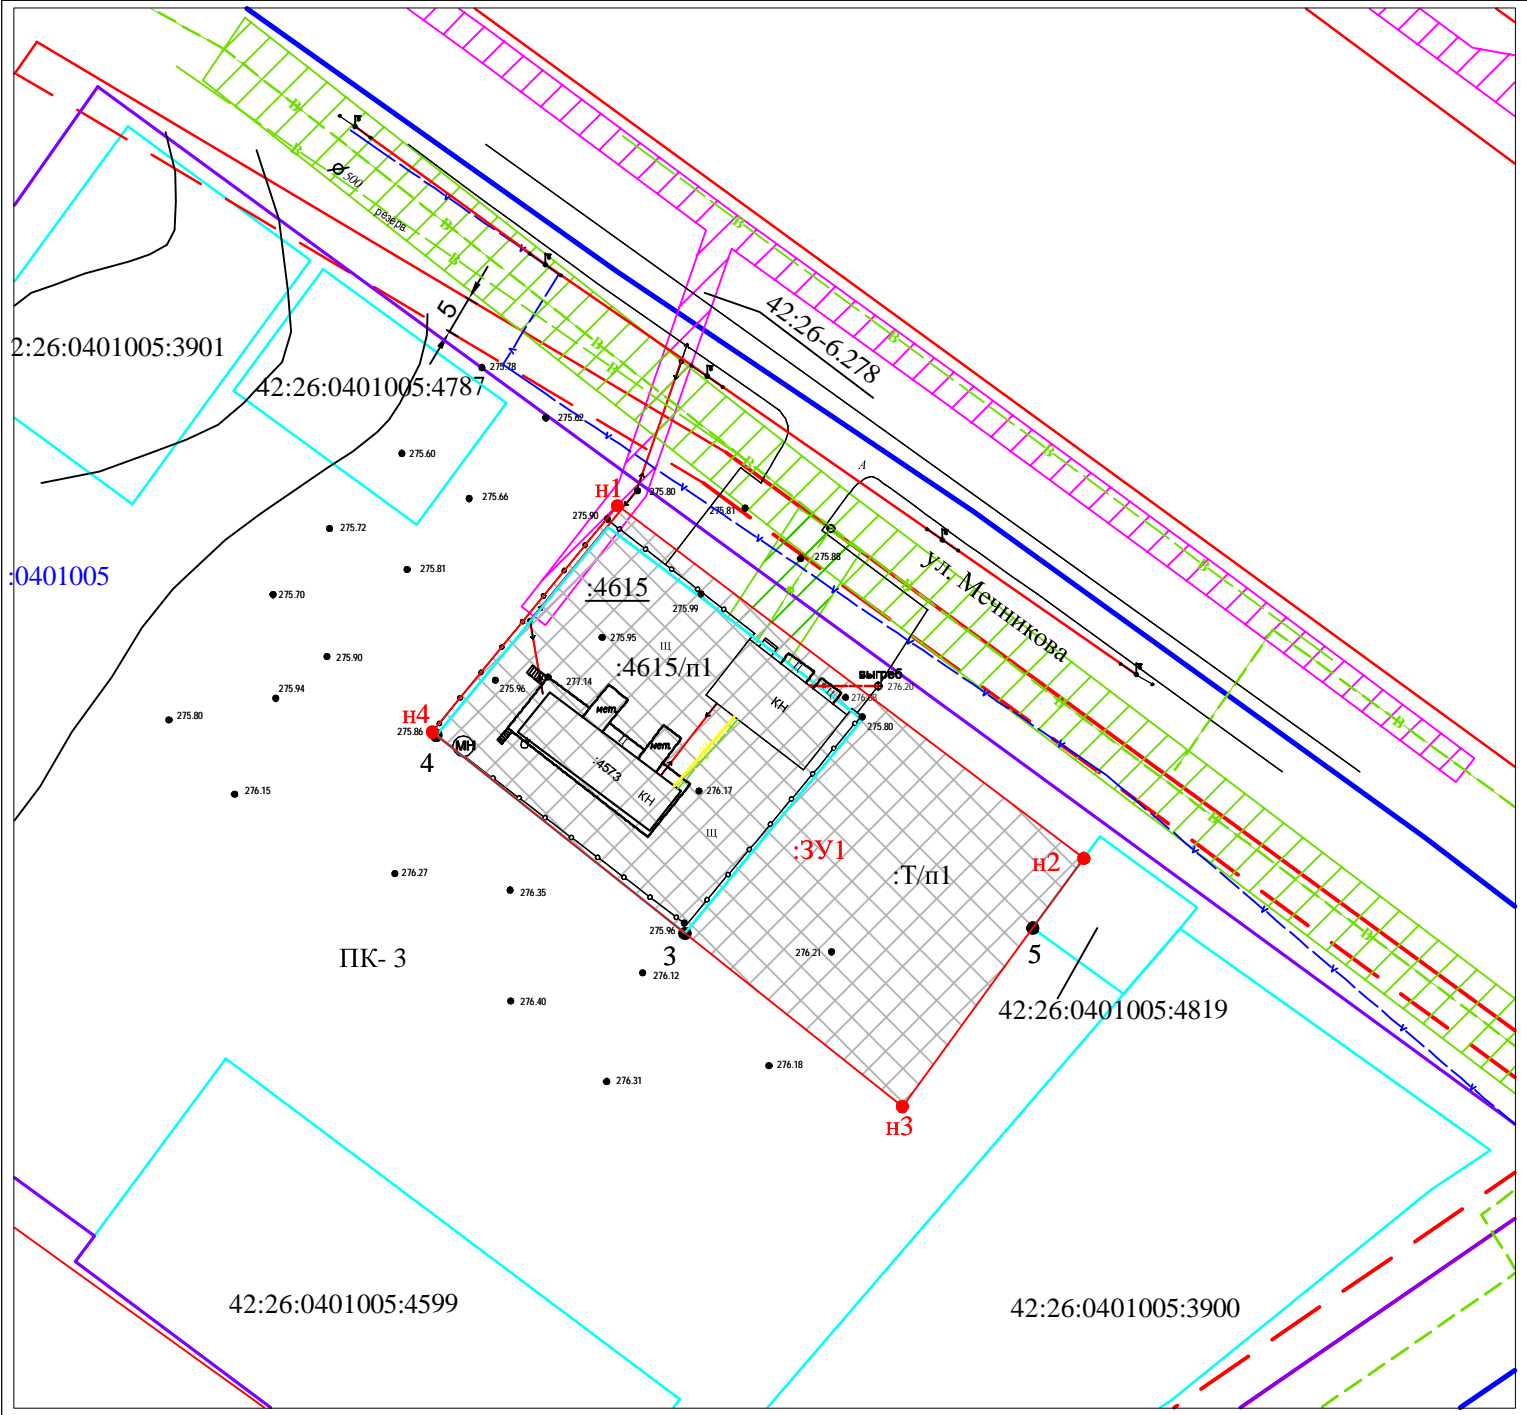 В
В
Ø 500
резерв
В
В
В
5
42:26-6.278
2:26:0401005:3901
42:26:0401005:4787
275.78
В
В
В
В
275.62
275.60
275.66
275.72
275.81
В
В
н1
275.80
275.90
275.81
275.88
А
ул. Мечникова
В
В
:0401005
275.70
:4615
275.99
275.95
Щ
:4615/п1
275.90
275.94
275.96
277.14
275.80
выгреб
276.20
КН
275.80
н4
275.86
4
МН
мет.
мет.
:4573
КН
276.17
276.15
Щ
:ЗУ1
:Т/п1
н2
В
В
В
276.27
276.35
275.96
3
5
276.21
276.12
ПК- 3
276.40
42:26:0401005:4819
276.18
276.31
н3
42:26:0401005:4599
42:26:0401005:3900